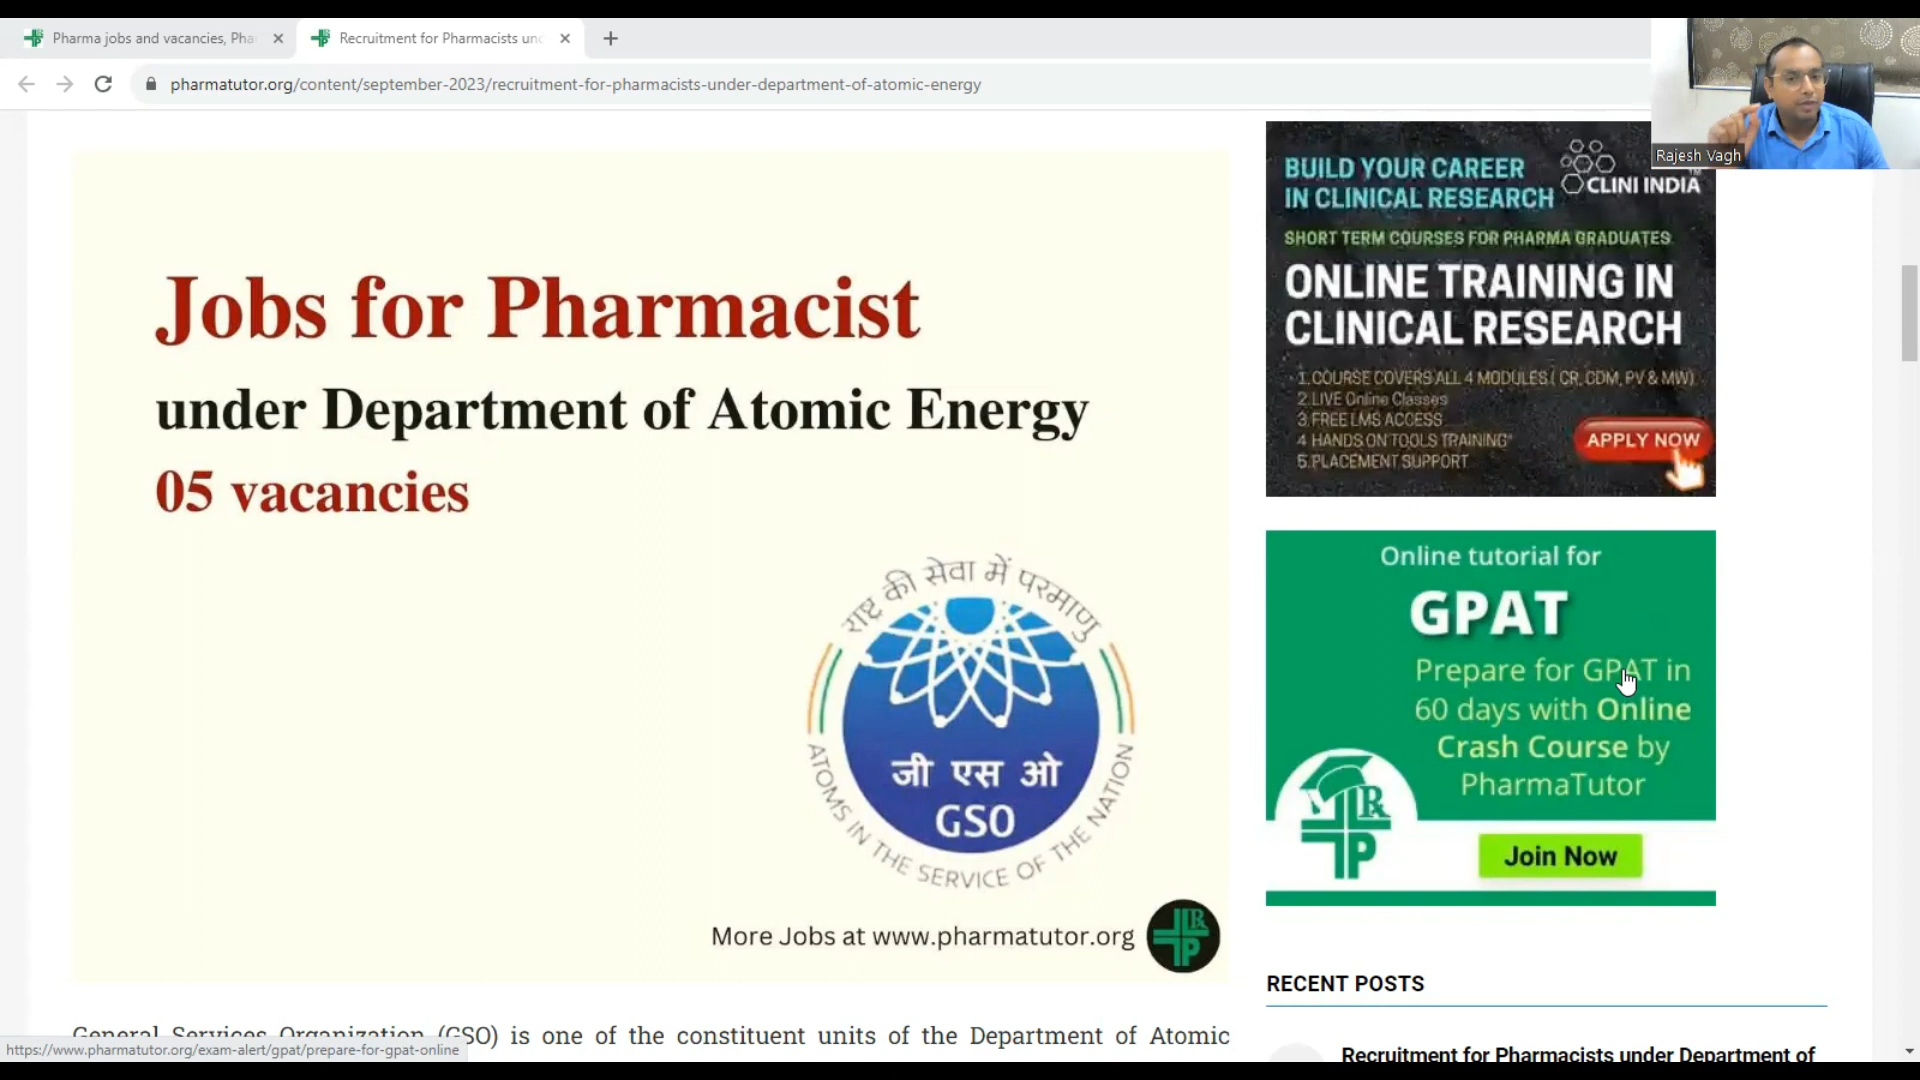 Pharma jobs and vacancies, Pha
Recruitment for Pharmacists un
pharmatutor.org/content/september-2023/recruitment-for-pharmacists-under-department-of-atomic-energy
Rajesh Vagh
Jobs for Pharmacist
under Department of Atomic Energy
05 vacancies
राष्ट्र की सेवा में परमाणु
जी एस ओ
GSO
ATOMS IN THE SERVICE OF THE NATION
More Jobs at www.pharmatutor.org
General Services Organization (GSO) is one of the constituent units of the Department of Atomic
https://www.pharmatutor.org/exam-alert/gpat/prepare-for-gpat-online
BUILD YOUR CAREER
IN CLINICAL RESEARCH
CLINI INDIA
TM
SHORT TERM COURSES FOR PHARMA GRADUATES
ONLINE TRAINING IN
CLINICAL RESEARCH
1.COURSE COVERS ALL 4 MODULES ( CR, CDM, PV & MW)
2.LIVE Online Classes
3.FREE LMS ACCESS
4 HANDS ON TOOLS TRAINING"
5.PLACEMENT SUPPORT
APPLY NOW
Online tutorial for
GPAT
Prepare for GPAT in
60 days with Online
Crash Course by
PharmaTutor
Rx
P
Join Now
RECENT POSTS
Recruitment for Pharmacists under Department of